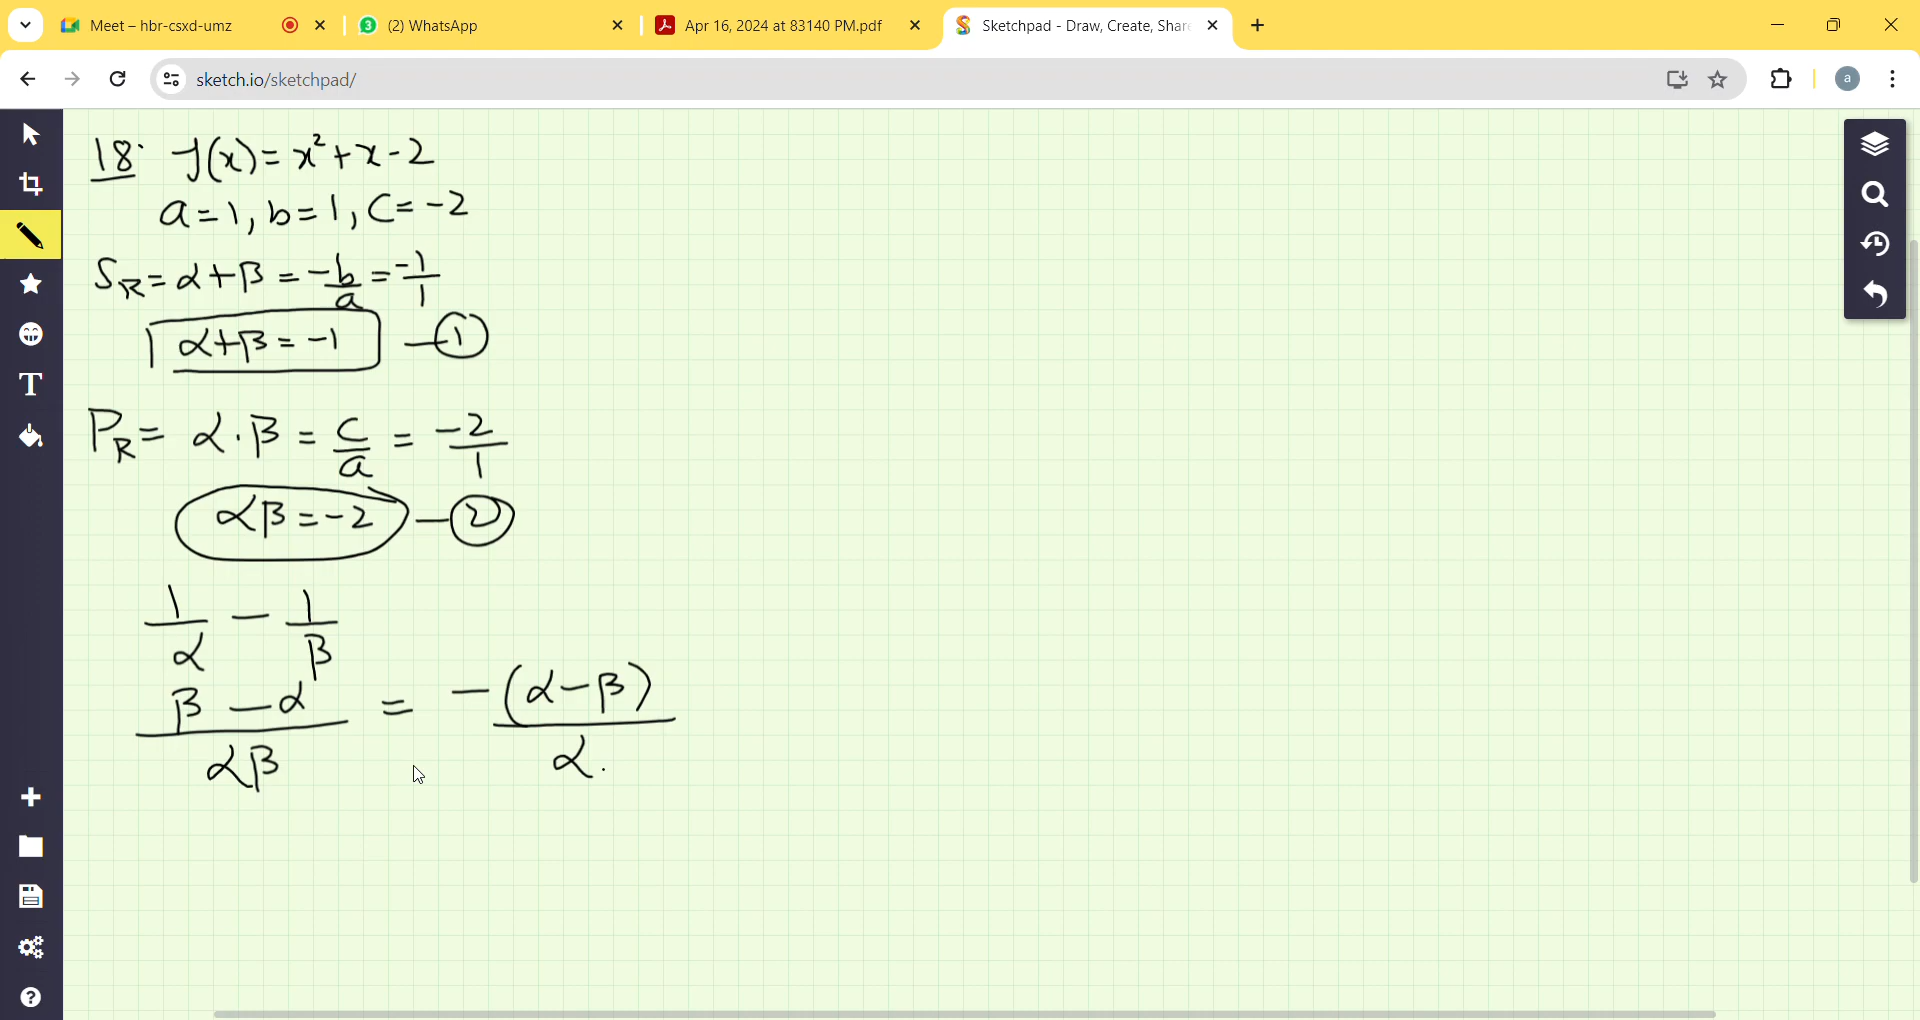 Meet – hbr-csxd-umz
3
(2) WhatsApp
Apr 16, 2024 at 83140 PM.pdf
Sketchpad - Draw, Create, Share
sketch.io/sketchpad/
a
T
?
18. f(x) = x² + x - 2
a = 1, b = 1, C = -2
S_R = α + β = -b/a = -1/1
α + β = -1 — ①
P_R = α . β = c/a = -2/1
αβ = -2 — ②
1/α - 1/β
(β - α)/(αβ) = -(α - β)/α.